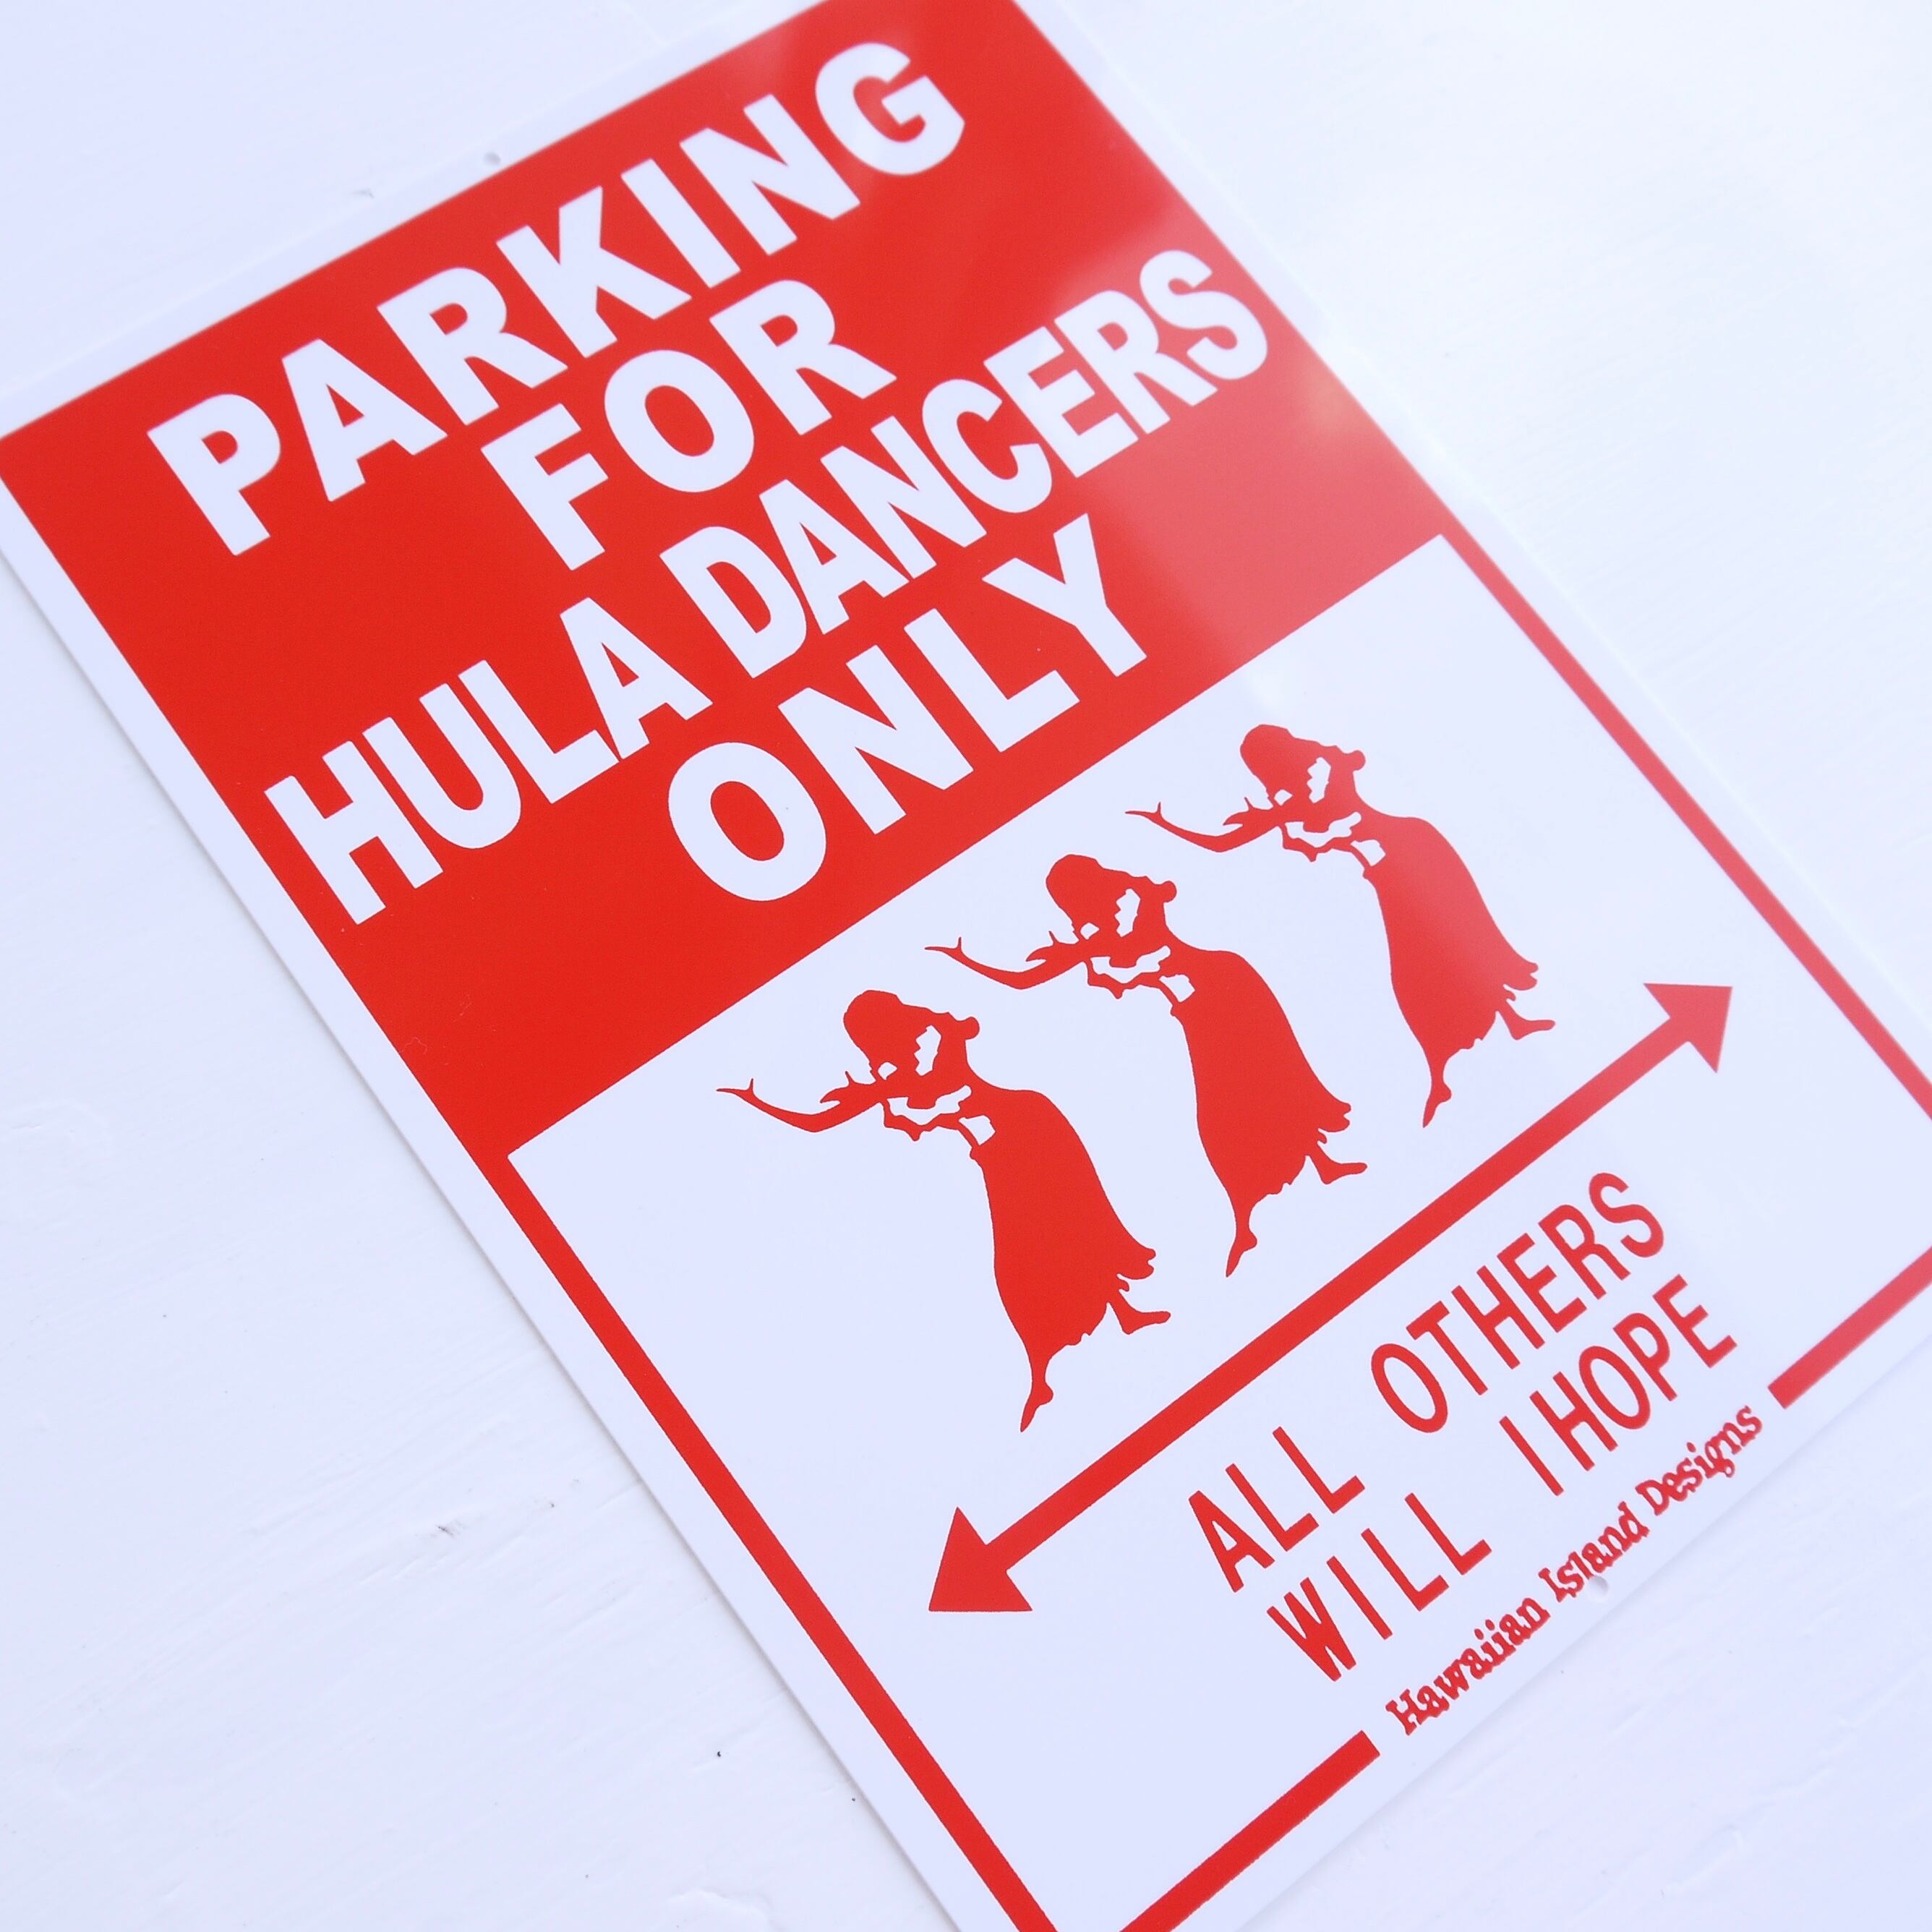 PARKING
FOR
HULA DANCERS
ONLY
ALL OTHERS
WILL I HOPE
Hawaiian Island Designs